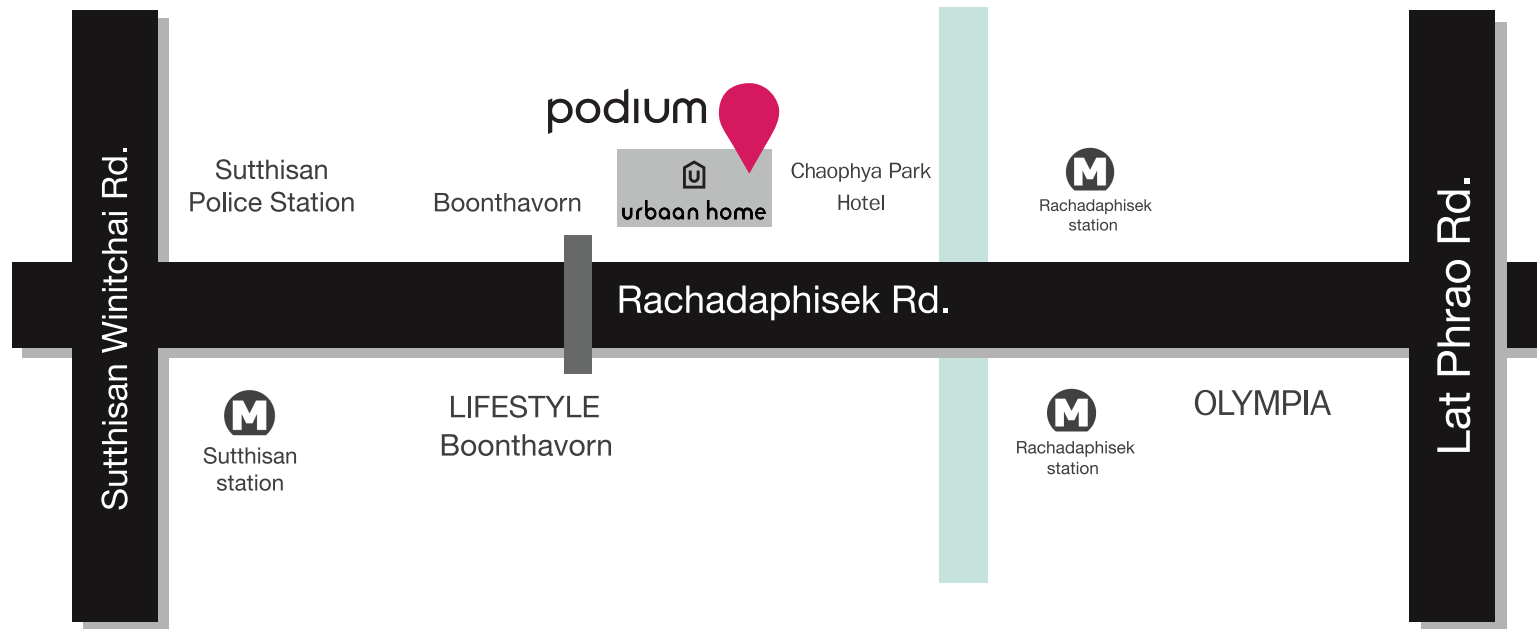 podium
Sutthisan
Police Station
Boonthavorn
U
urbaan home
Chaophya Park
Hotel
M
Rachadaphisek
station
Sutthisan Winitchai Rd.
Rachadaphisek Rd.
Lat Phrao Rd.
M
Sutthisan
station
LIFESTYLE
Boonthavorn
M
Rachadaphisek
station
OLYMPIA